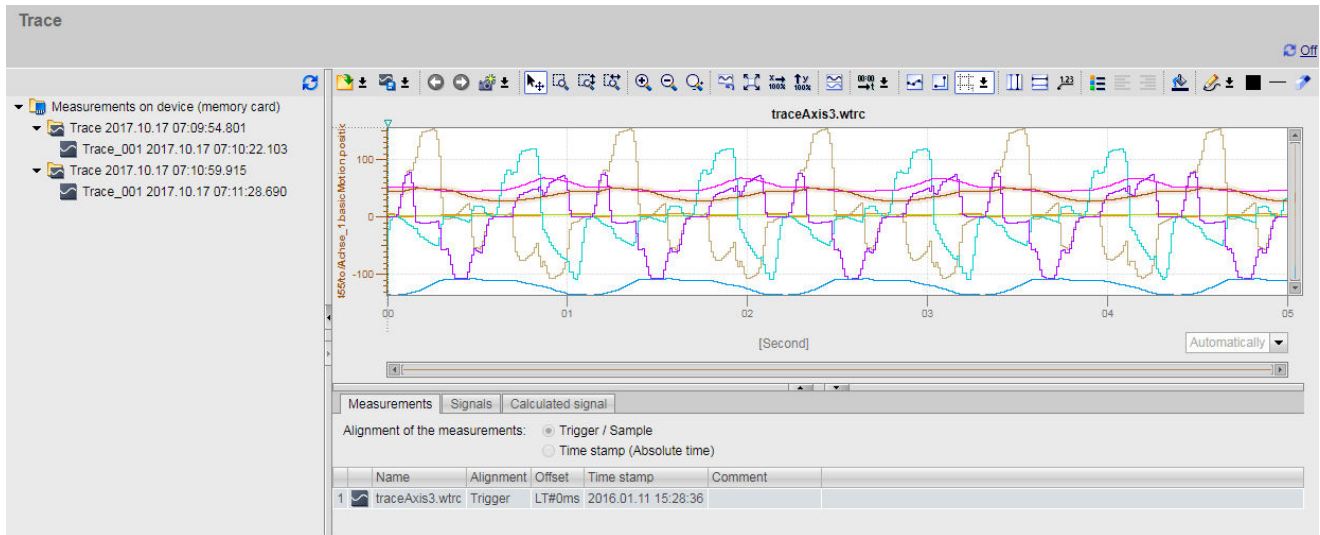 Trace
Off
Measurements on device (memory card)
Trace 2017.10.17 07:09:54.801
Trace_001 2017.10.17 07:10:22.103
Trace 2017.10.17 07:10:59.915
Trace_001 2017.10.17 07:11:28.690
traceAxis3.wtrc
100
0
-100
00 01 02 03 04 05
[Second]
Automatically
Measurements Signals Calculated signal
Alignment of the measurements: Trigger / Sample
Time stamp (Absolute time)
Name Alignment Offset Time stamp Comment
1 traceAxis3.wtrc Trigger LT#0ms 2016.01.11 15:28:36